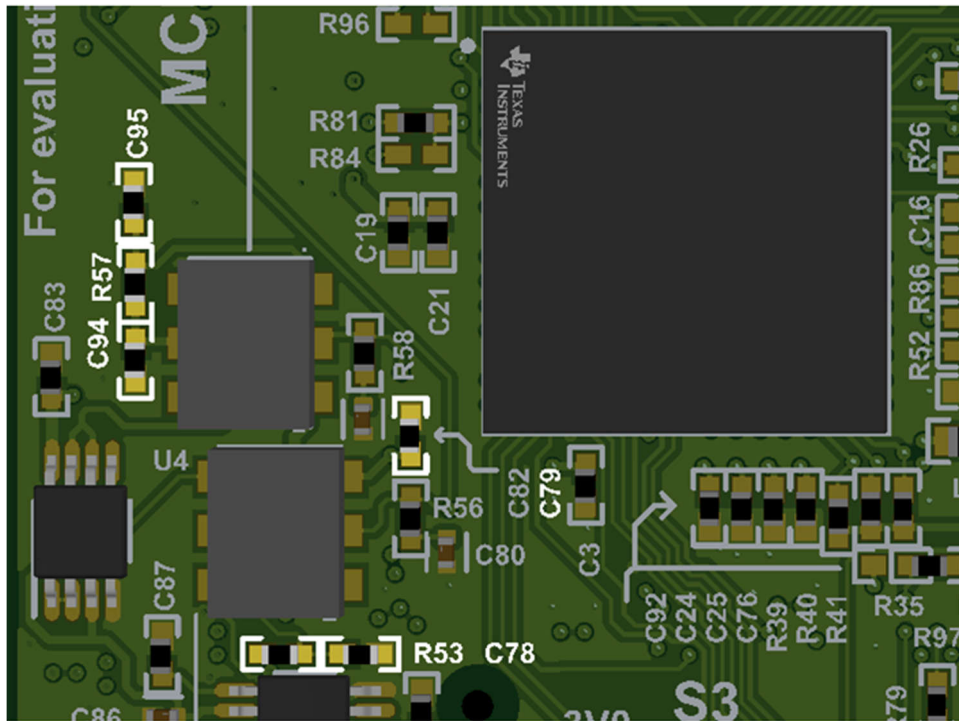 For evaluati
MC
R96
TEXAS
INSTRUMENTS
C95
R81
R84
R26
C19
C16
R57
C21
R86
C83
C94
R58
R52
U4
C82
C79
R56
C80
C3
C87
C92
C24
C25
C76
R39
R40
R41
R35
R53
C78
R97
C86
S3
3V0
79